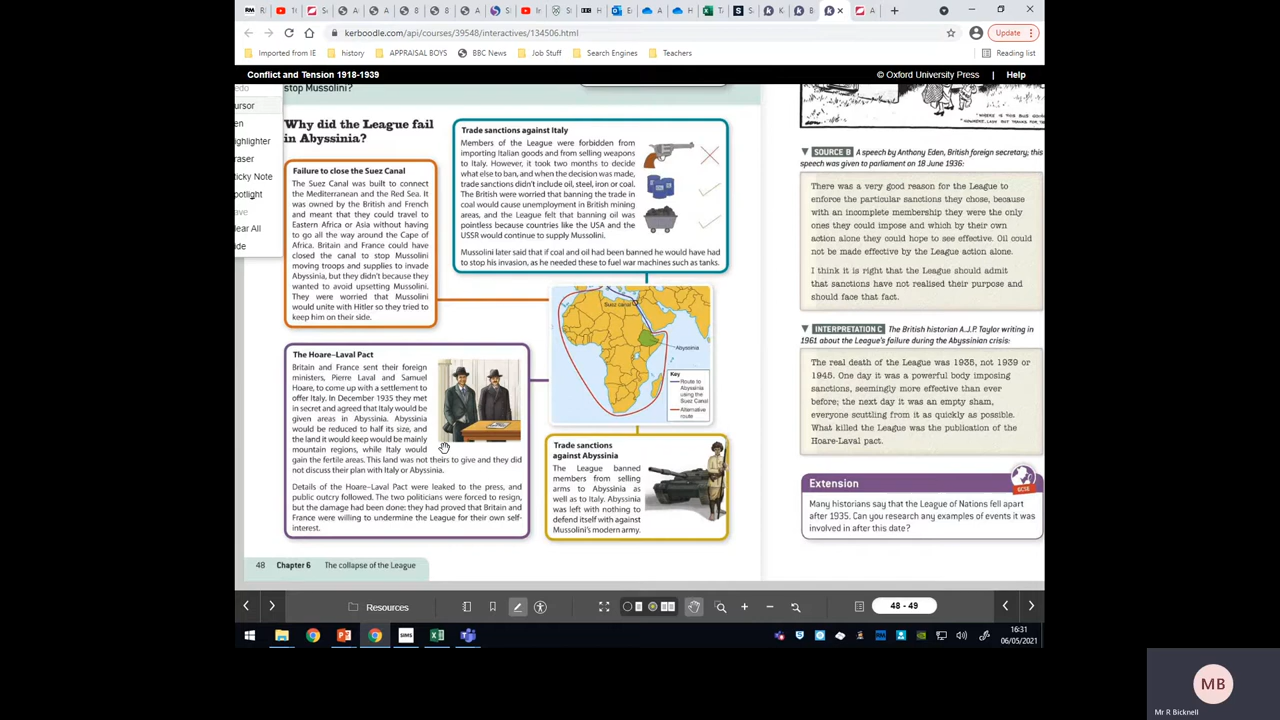 kerboodle.com/api/courses/39548/interactives/134506.html
Update
Imported from IE
history
APPRAISAL BOYS
BBC News
Job Stuff
Search Engines
Teachers
Reading list
Conflict and Tension 1918-1939
© Oxford University Press | Help
stop Mussolini?
Why did the League fail
in Abyssinia?
Failure to close the Suez Canal
The Suez Canal was built to connect
the Mediterranean and the Red Sea. It
was owned by the British and French
and meant that they could travel to
Eastern Africa or Asia without having
to go all the way around the Cape of
Africa. Britain and France could have
closed the canal to stop Mussolini
moving troops and supplies to invade
Abyssinia, but they didn't because they
wanted to avoid upsetting Mussolini.
They were worried that Mussolini
would unite with Hitler so they tried to
keep him on their side.
Trade sanctions against Italy
Members of the League were forbidden from
importing Italian goods and from selling weapons
to Italy. However, it took two months to decide
what else to ban, and when the decision was made,
trade sanctions didn't include oil, steel, iron or coal.
The British were worried that banning the trade in
coal would cause unemployment in British mining
areas, and the League felt that banning oil was
pointless because countries like the USA and the
USSR would continue to supply Mussolini.
Mussolini later said that if coal and oil had been banned he would have had
to stop his invasion, as he needed these to fuel war machines such as tanks.
Suez canal
Abyssinia
Key
Route to
Abyssinia
using the
Suez Canal
Alternative
route
The Hoare–Laval Pact
Britain and France sent their foreign
ministers, Pierre Laval and Samuel
Hoare, to come up with a settlement to
offer Italy. In December 1935 they met
in secret and agreed that Italy would be
given areas in Abyssinia. Abyssinia
would be reduced to half its size, and
the land it would keep would be mainly
mountain regions, while Italy would
gain the fertile areas. This land was not theirs to give and they did
not discuss their plan with Italy or Abyssinia.
Details of the Hoare–Laval Pact were leaked to the press, and
public outcry followed. The two politicians were forced to resign,
but the damage had been done: they had proved that Britain and
France were willing to undermine the League for their own self-
interest.
Trade sanctions
against Abyssinia
The League banned
members from selling
arms to Abyssinia as
well as to Italy. Abyssinia
was left with nothing to
defend itself with against
Mussolini's modern army.
48 Chapter 6 The collapse of the League
SOURCE B A speech by Anthony Eden, British foreign secretary; this
speech was given to parliament on 18 June 1936:
There was a very good reason for the League to
enforce the particular sanctions they chose, because
with an incomplete membership they were the only
ones they could impose and which by their own
action alone they could hope to see effective. Oil could
not be made effective by the League action alone.
I think it is right that the League should admit
that sanctions have not realised their purpose and
should face that fact.
INTERPRETATION C The British historian A.J.P. Taylor writing in
1961 about the League's failure during the Abyssinian crisis:
The real death of the League was 1935, not 1939 or
1945. One day it was a powerful body imposing
sanctions, seemingly more effective than ever
before; the next day it was an empty sham,
everyone scuttling from it as quickly as possible.
What killed the League was the publication of the
Hoare-Laval pact.
Extension
Many historians say that the League of Nations fell apart
after 1935. Can you research any examples of events it was
involved in after this date?
Resources
48 - 49
16:31
06/05/2021
MB
Mr R Bicknell